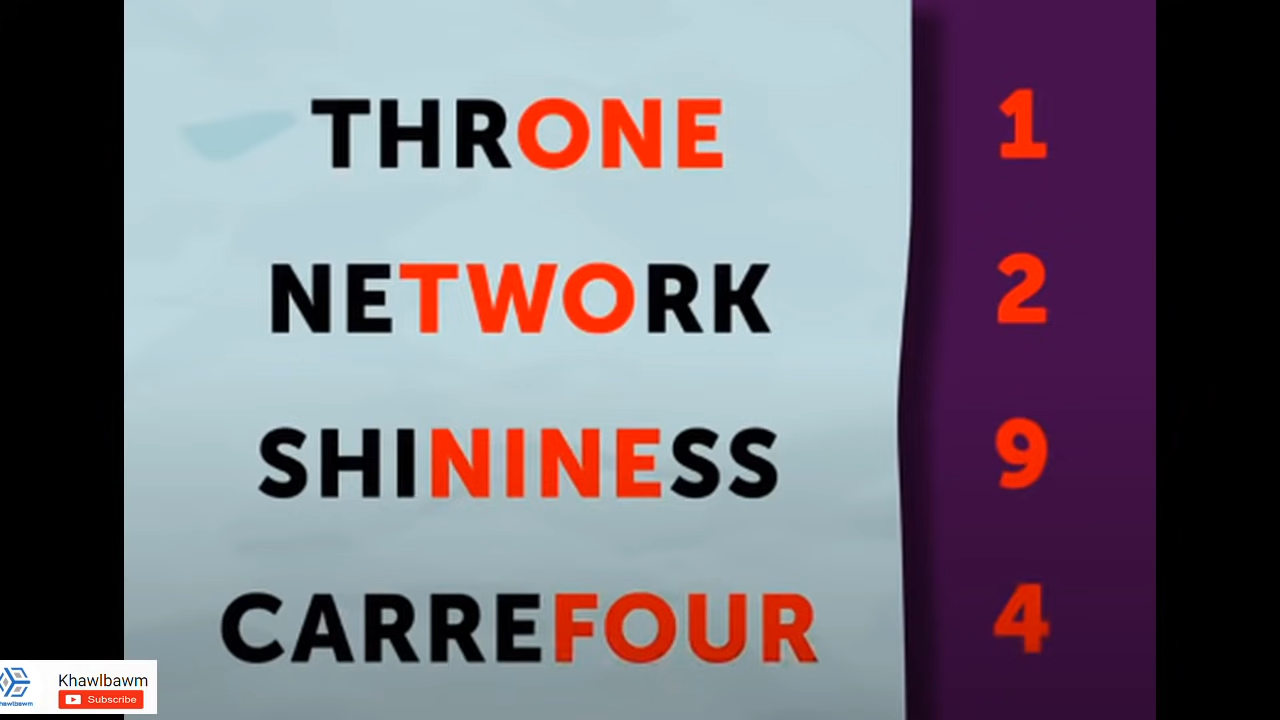 THRONE 1
NETWORK 2
SHININESS 9
CARREFOUR 4
Khawlbawm
Subscribe